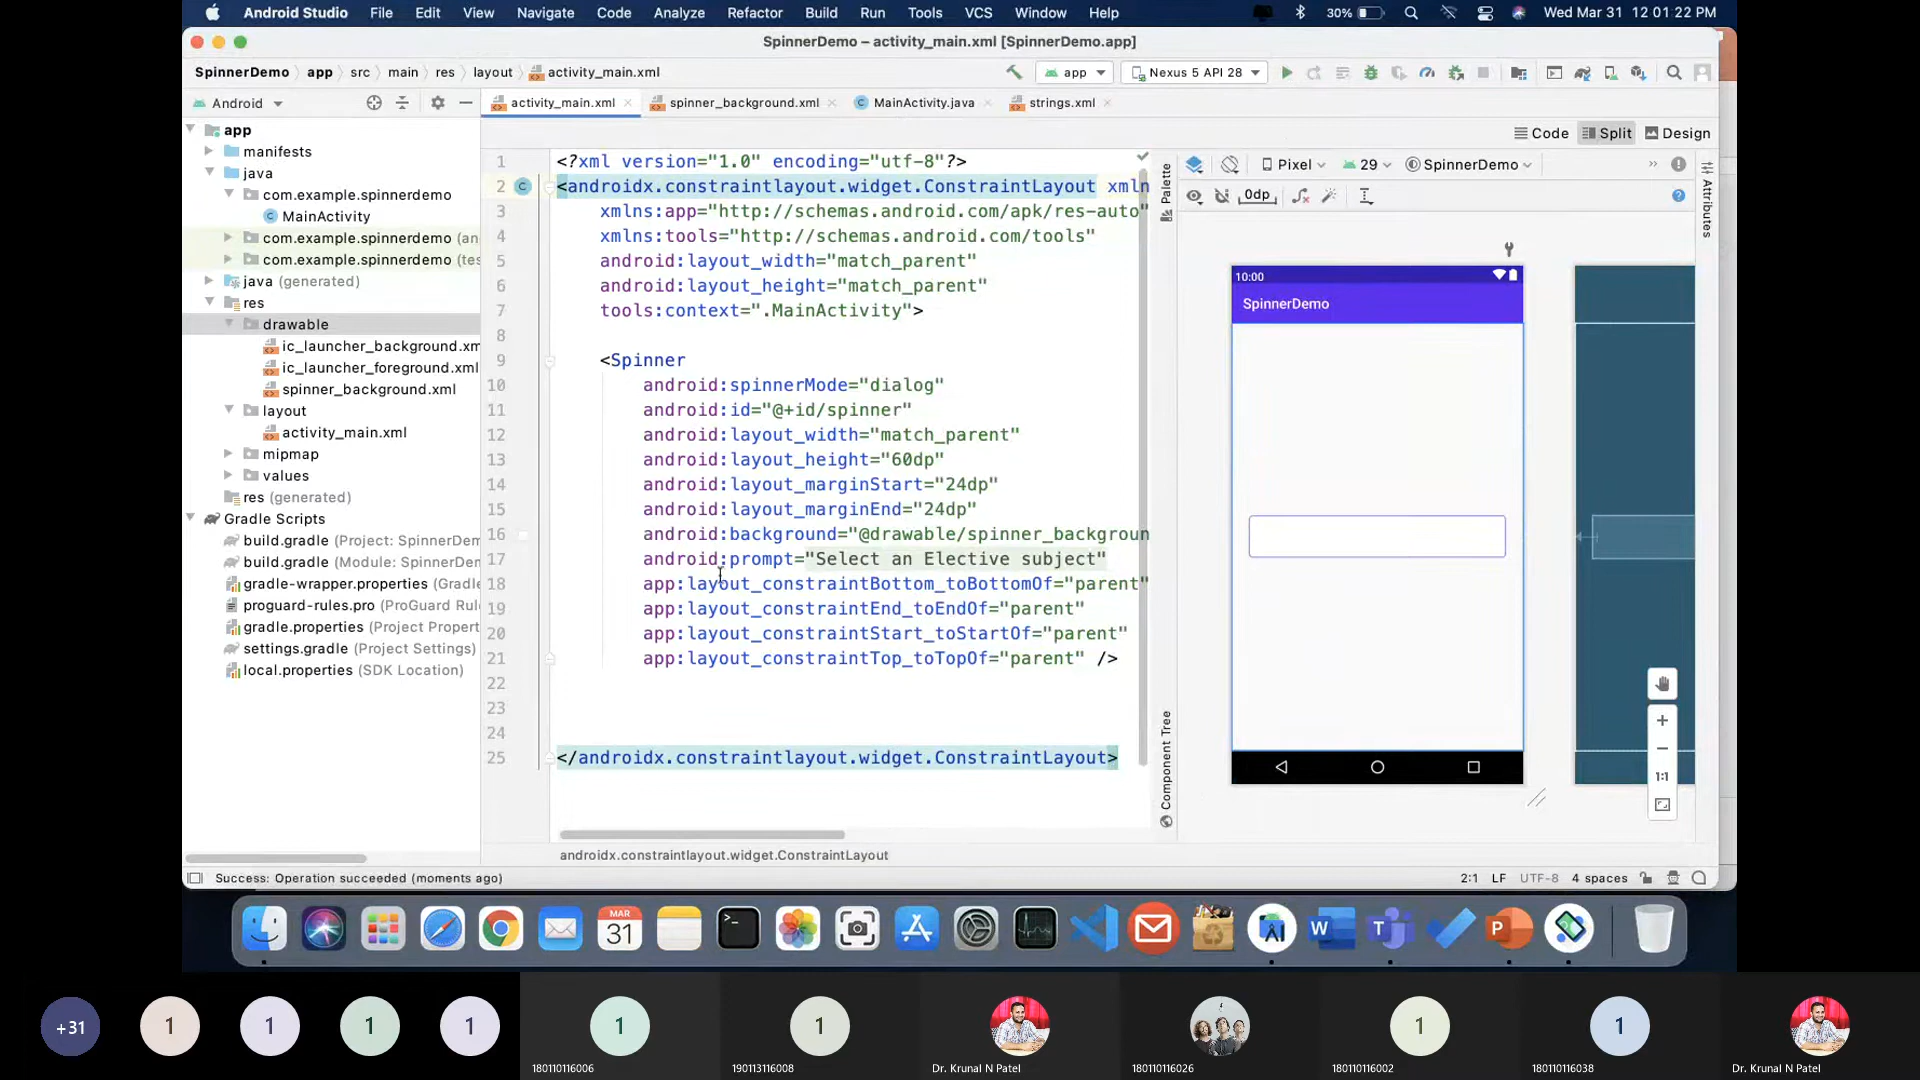 Android Studio File Edit View Navigate Code Analyze Refactor Build Run Tools VCS Window Help 30% Wed Mar 31 12:01:22 PM
SpinnerDemo – activity_main.xml [SpinnerDemo.app]
SpinnerDemo app src main res layout activity_main.xml app Nexus 5 API 28
Android activity_main.xml spinner_background.xml MainActivity.java strings.xml
Code Split Design
app
manifests
java
com.example.spinnerdemo
MainActivity
com.example.spinnerdemo (an
com.example.spinnerdemo (tes
java (generated)
res
drawable
ic_launcher_background.xm
ic_launcher_foreground.xml
spinner_background.xml
layout
activity_main.xml
mipmap
values
res (generated)
Gradle Scripts
build.gradle (Project: SpinnerDem
build.gradle (Module: SpinnerDem
gradle-wrapper.properties (Gradle
proguard-rules.pro (ProGuard Rul
gradle.properties (Project Propert
settings.gradle (Project Settings)
local.properties (SDK Location)
1 <?xml version="1.0" encoding="utf-8"?>
2 <androidx.constraintlayout.widget.ConstraintLayout xmln
3 xmlns:app="http://schemas.android.com/apk/res-auto"
4 xmlns:tools="http://schemas.android.com/tools"
5 android:layout_width="match_parent"
6 android:layout_height="match_parent"
7 tools:context=".MainActivity">
8
9 <Spinner
10 android:spinnerMode="dialog"
11 android:id="@+id/spinner"
12 android:layout_width="match_parent"
13 android:layout_height="60dp"
14 android:layout_marginStart="24dp"
15 android:layout_marginEnd="24dp"
16 android:background="@drawable/spinner_backgroun
17 android:prompt="Select an Elective subject"
18 app:layout_constraintBottom_toBottomOf="parent"
19 app:layout_constraintEnd_toEndOf="parent"
20 app:layout_constraintStart_toStartOf="parent"
21 app:layout_constraintTop_toTopOf="parent" />
22
23
24
25 </androidx.constraintlayout.widget.ConstraintLayout>
androidx.constraintlayout.widget.ConstraintLayout
Palette
Component Tree
Pixel 29 SpinnerDemo
0dp
Attributes
10:00
SpinnerDemo
1:1
Success: Operation succeeded (moments ago) 2:1 LF UTF-8 4 spaces
MAR
31
W T P
+31 1 1 1 1 1 1 1 1
180110116006 190113116008 Dr. Krunal N Patel 180110116026 180110116002 180110116038 Dr. Krunal N Patel